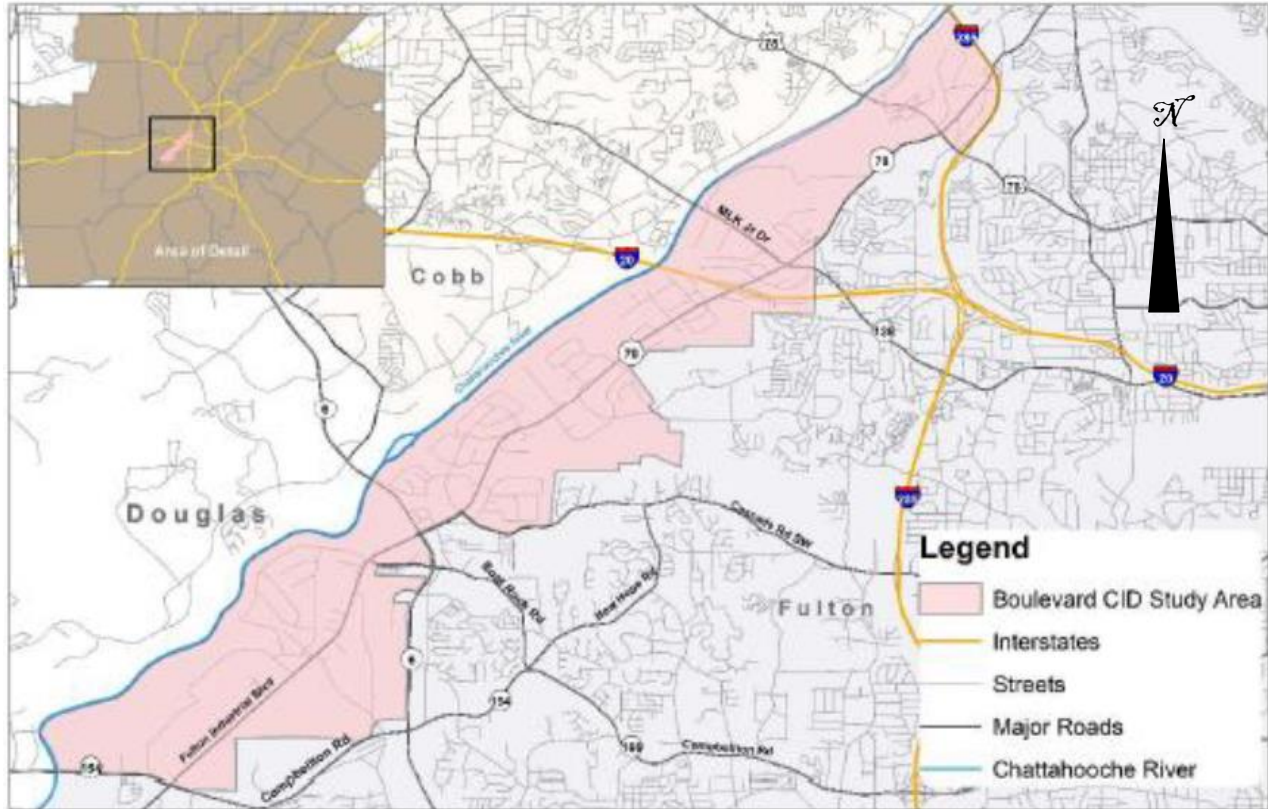 Area of Detail
N
285
78
78
78
MLK Jr Dr
20
Cobb
Chattahoochee River
70
139
20
6
Douglas
285
Cascade Rd SW
Legend
Boulevard CID Study Area
Interstates
Streets
Major Roads
Chattahooche River
Boat Rock Rd
New Hope Rd
Fulton
6
Fulton Industrial Blvd
154
Campbellton Rd
154
Campbellton Rd